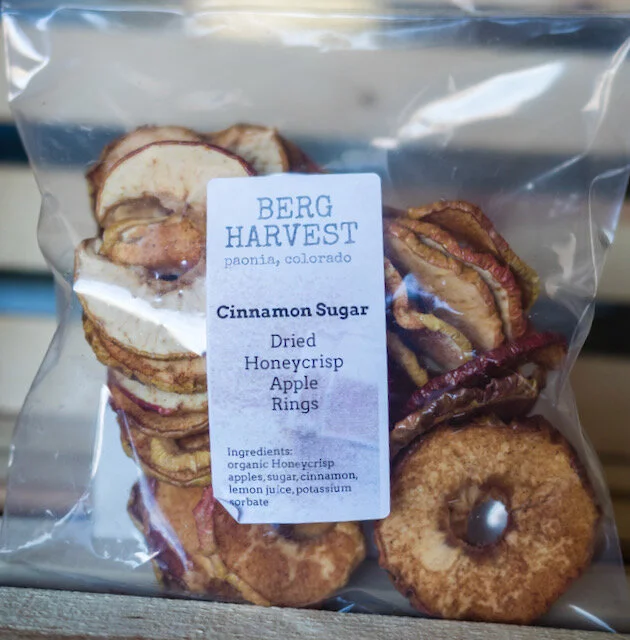 BERG
HARVEST
paonia, colorado
Cinnamon Sugar
Dried
Honeycrisp
Apple
Rings
Ingredients:
organic Honeycrisp
apples, sugar, cinnamon,
lemon juice, potassium
sorbate